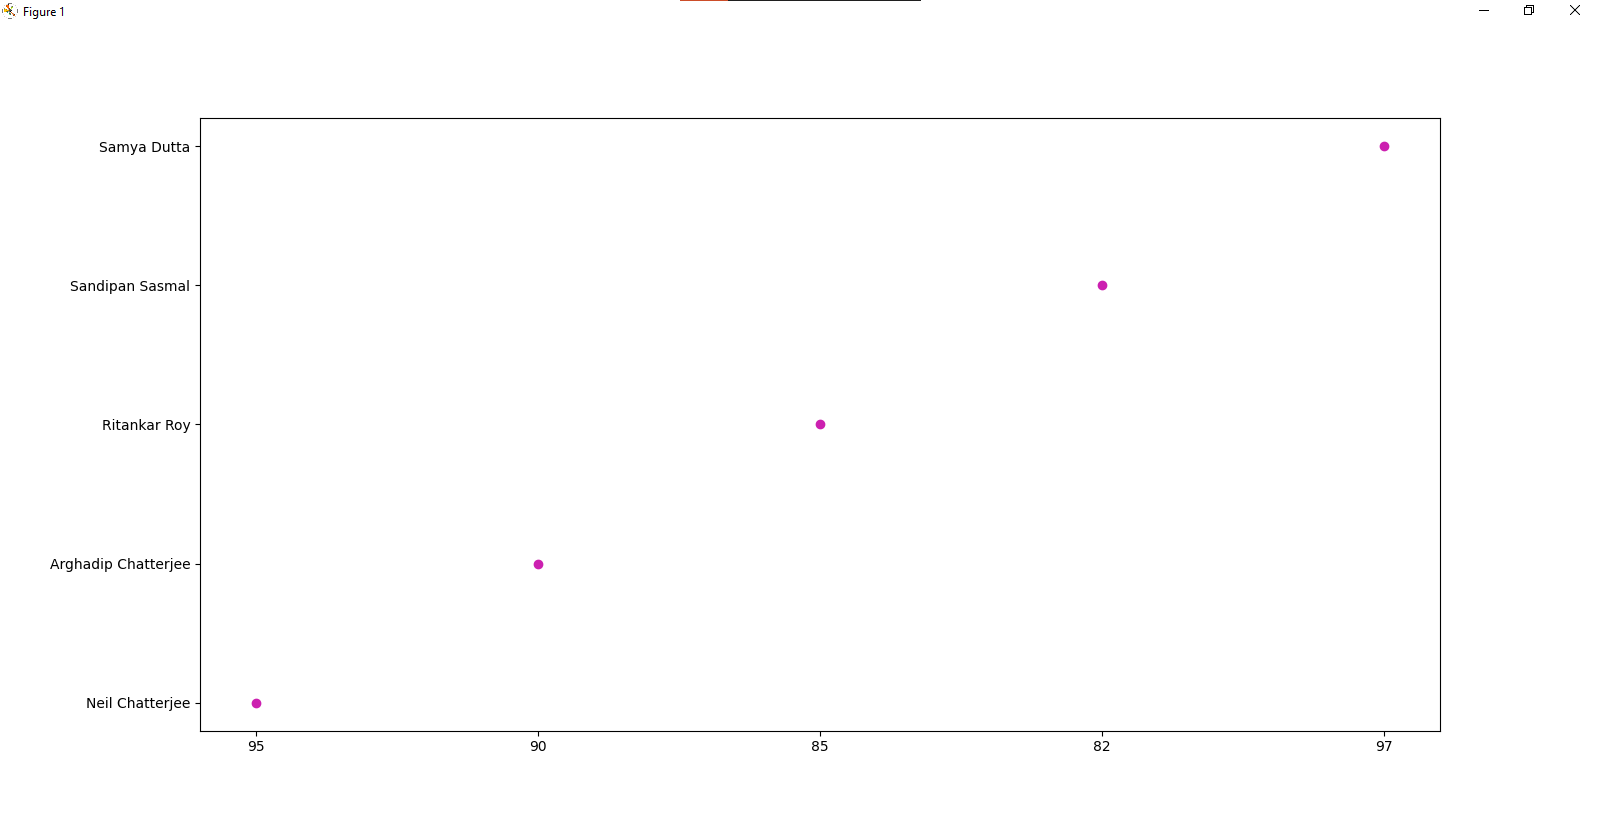 Figure 1
Samya Dutta
Sandipan Sasmal
Ritankar Roy
Arghadip Chatterjee
Neil Chatterjee
95 90 85 82 97